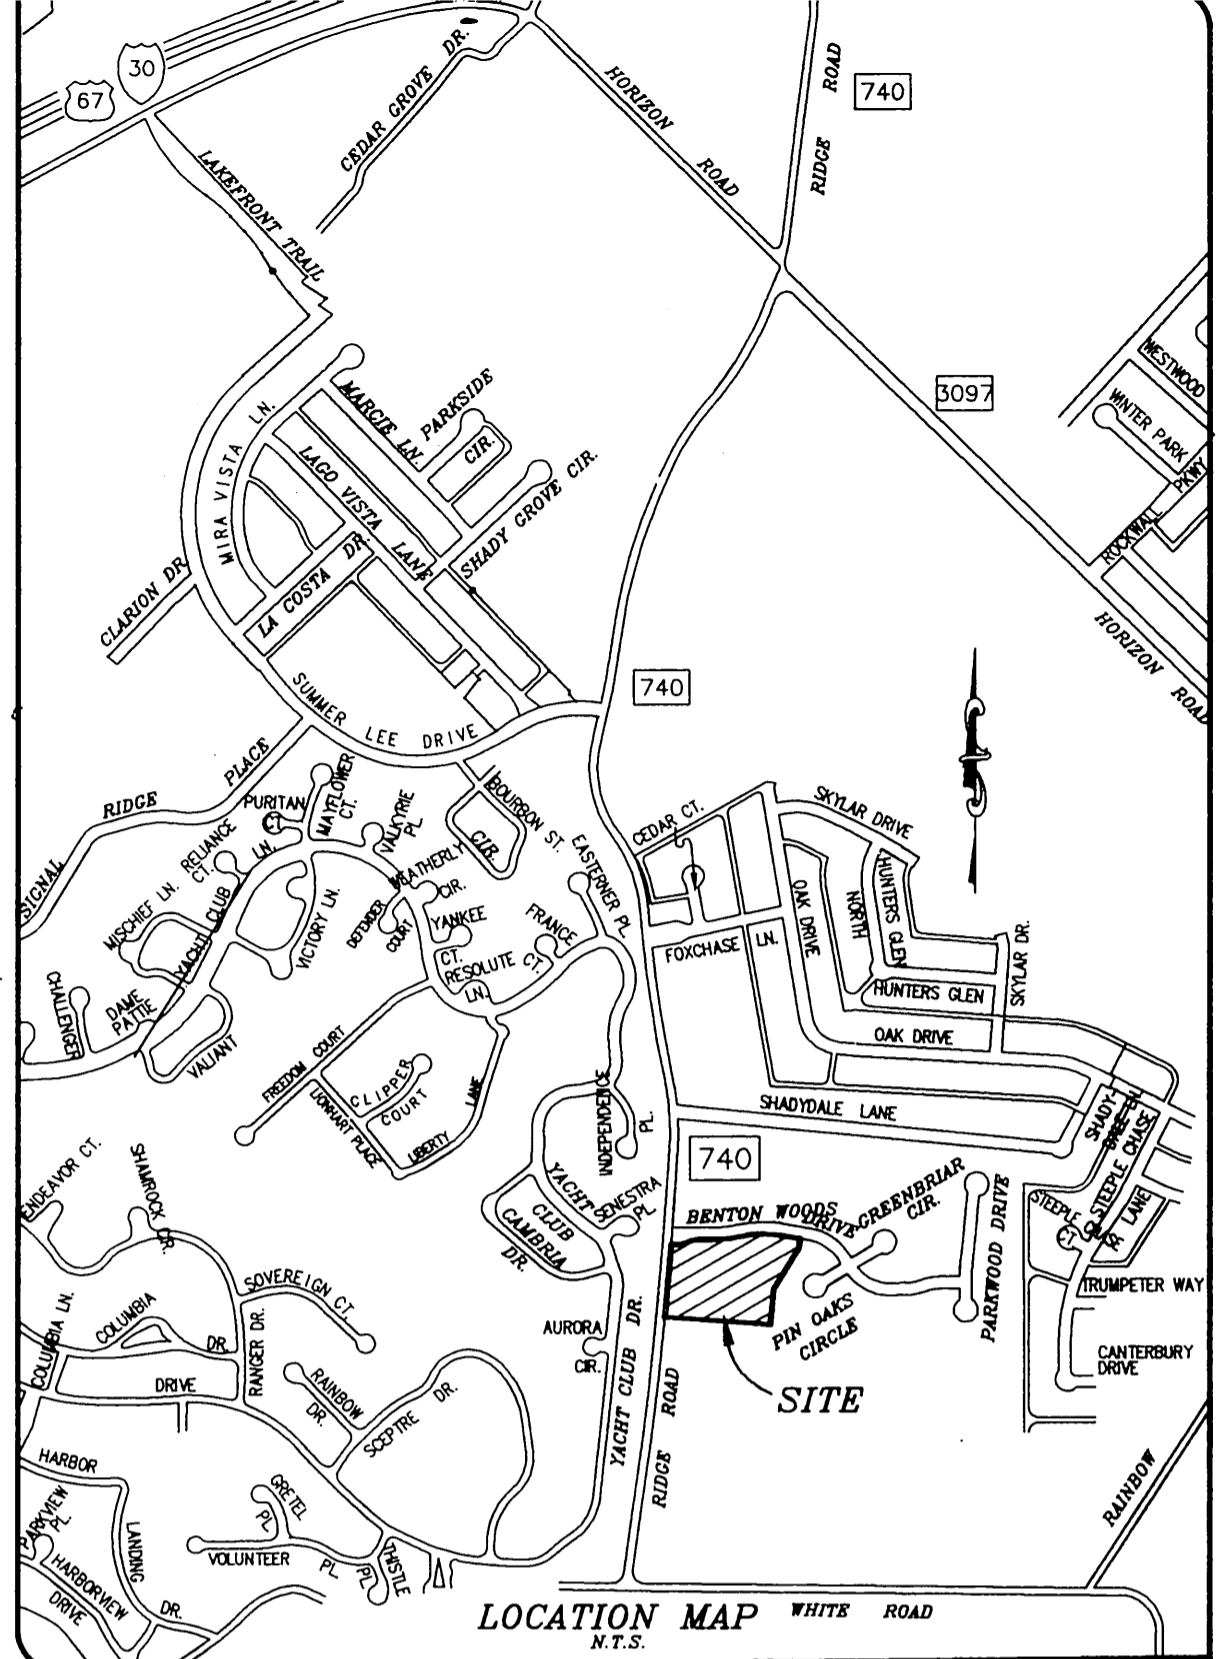 30
67
CEDAR GROVE DR.
HORIZON ROAD
RIDGE ROAD
740
LAKEFRONT TRAIL
3097
WESTWOOD
WINTER PARK
PKWY
ROCKWALL
HORIZON ROAD
MARCIE LN.
PARKSIDE
CIR.
MIRA VISTA LN.
LAGO VISTA LANE
SHADY GROVE CIR.
CLARION DR.
LA COSTA DR.
740
SUMMER LEE DRIVE
SIGNAL RIDGE PLACE
PURITAN
CT.
MAYFLOWER
CT.
VALKYRIE
PL.
BOURBON ST.
CIR.
EASTERNER PL.
CEDAR CT.
SKYLAR DRIVE
RELIANCE
CT.
MISCHIEF LN.
YACHT CLUB LN.
VICTORY LN.
DEFENDER
COURT
WEATHERLY
CIR.
YANKEE
CT.
FRANCE
CT.
RESOLUTE
LN.
FOXCHASE LN.
OAK DRIVE
NORTH
HUNTERS GLEN
HUNTERS GLEN
SKYLAR DR.
OAK DRIVE
CHALLENGER
DAME
PATTIE
VALIANT
FREEDOM COURT
CLIPPER
COURT
LIONHART PLACE
LIBERTY LANE
INDEPENDENCE
PL.
SHADYDALE LANE
SHADY-
DALE LN.
STEEPLE CHASE
740
ENDEAVOR CT.
SHAMROCK
CIR.
YACHT
CLUB
CAMBRIA
DR.
GENESTRA
PL.
BENTON WOODS
DRIVE
GREENBRIAR
CIR.
PARKWOOD DRIVE
STEEPLE
CT.
OAKS
LANE
TRUMPETER WAY
CANTERBURY
DRIVE
PIN OAKS
CIRCLE
SITE
SOVEREIGN CT.
COLUMBIA LN.
COLUMBIA
DR.
DRIVE
RANGER DR.
RAINBOW
DR.
SCEPTRE DR.
AURORA
CIR.
YACHT CLUB DR.
RIDGE ROAD
RAINBOW
HARBOR
LANDING
DR.
PARKVIEW
PL.
HARBORVIEW
DRIVE
GRETEL
PL.
VOLUNTEER
PL.
THISTLE
PL.
LOCATION MAP
N.T.S.
WHITE ROAD